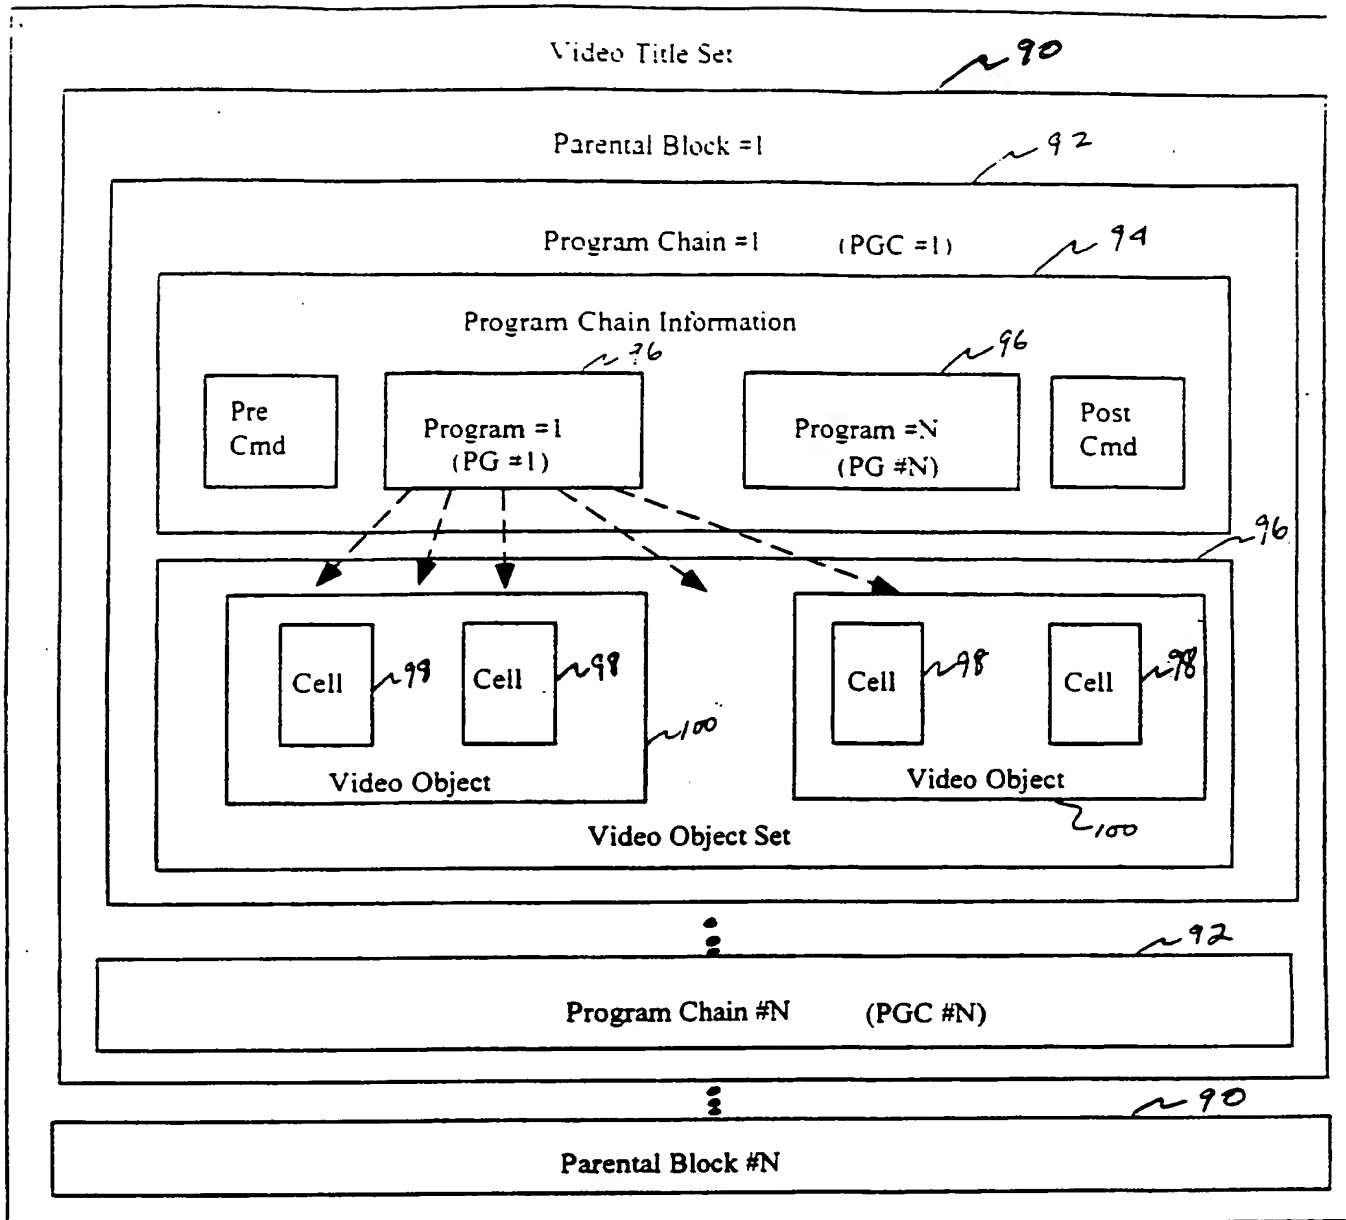 Video Title Set
90
Parental Block =1
92
Program Chain =1 (PGC =1)
94
Program Chain Information
96
96
Pre
Cmd
Program =1
(PG =1)
Program =N
(PG #N)
Post
Cmd
96
Cell
98
Cell
98
Cell
98
Cell
98
100
Video Object
Video Object
100
Video Object Set
92
Program Chain #N (PGC #N)
90
Parental Block #N